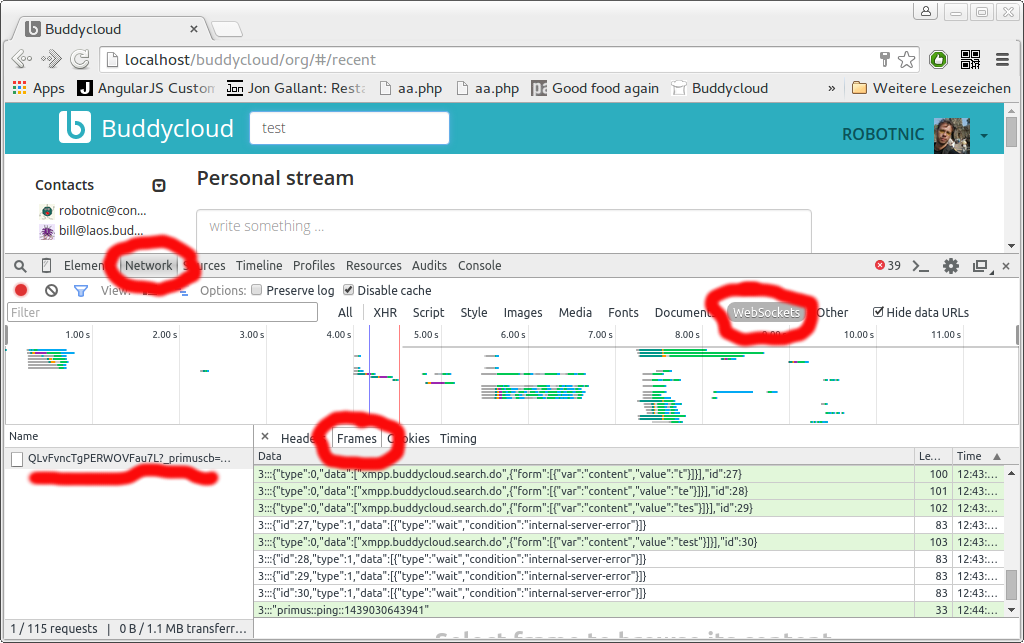 Buddycloud
localhost/buddycloud/org/#/recent
Apps AngularJS Custom Jon Gallant: Resta aa.php aa.php Good food again Buddycloud » Weitere Lesezeichen
Buddycloud test ROBOTNIC
Contacts
robotnic@con...
bill@laos.bud...
Personal stream
write something ...
Elemen Network Sources Timeline Profiles Resources Audits Console 39
View: Options: Preserve log Disable cache
Filter All XHR Script Style Images Media Fonts Document WebSockets Other Hide data URLs
1.00 s 2.00 s 3.00 s 4.00 s 5.00 s 6.00 s 7.00 s 8.00 s 9.00 s 10.00 s 11.00 s
Name
QLvFvncTgPERWOVFau7L?_primuscb=...
× Heade Frames Cookies Timing
Data Le... Time
3:::{"type":0,"data":["xmpp.buddycloud.search.do",{"form":[{"var":"content","value":"t"}]}],"id":27} 100 12:43:...
3:::{"type":0,"data":["xmpp.buddycloud.search.do",{"form":[{"var":"content","value":"te"}]}],"id":28} 101 12:43:...
3:::{"type":0,"data":["xmpp.buddycloud.search.do",{"form":[{"var":"content","value":"tes"}]}],"id":29} 102 12:43:...
3:::{"id":27,"type":1,"data":[{"type":"wait","condition":"internal-server-error"}]} 83 12:43:...
3:::{"type":0,"data":["xmpp.buddycloud.search.do",{"form":[{"var":"content","value":"test"}]}],"id":30} 103 12:43:...
3:::{"id":28,"type":1,"data":[{"type":"wait","condition":"internal-server-error"}]} 83 12:43:...
3:::{"id":29,"type":1,"data":[{"type":"wait","condition":"internal-server-error"}]} 83 12:43:...
3:::{"id":30,"type":1,"data":[{"type":"wait","condition":"internal-server-error"}]} 83 12:43:...
3:::"primus::ping::1439030643941" 33 12:44:...
Select frame to browse its content.
1 / 115 requests | 0 B / 1.1 MB transferr...